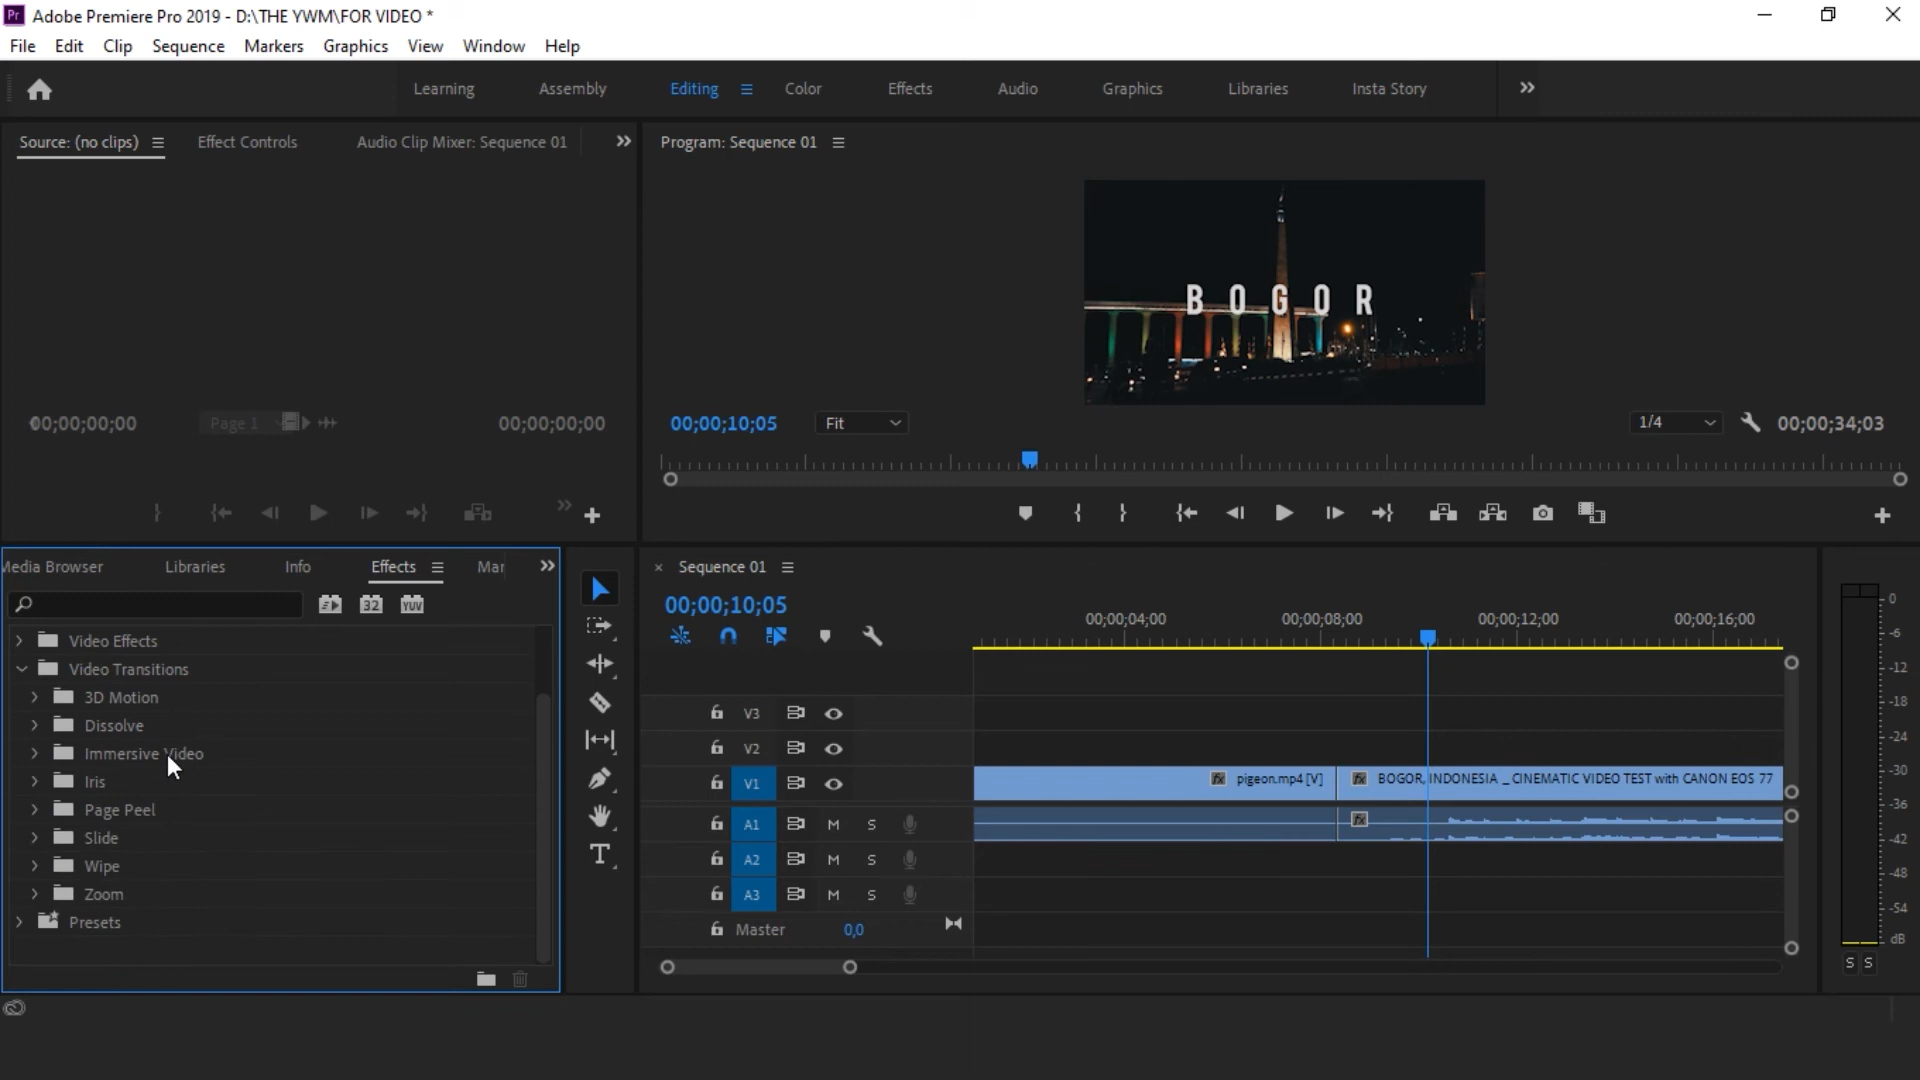 Pr Adobe Premiere Pro 2019 - D:\THE YWM\FOR VIDEO *
File Edit Clip Sequence Markers Graphics View Window Help
Learning Assembly Editing Color Effects Audio Graphics Libraries Insta Story
Source: (no clips) Effect Controls Audio Clip Mixer: Sequence 01
Program: Sequence 01
B O G O R
00;00;00;00 Page 1 00;00;00;00
00;00;10;05 Fit 1/4 00;00;34;03
Media Browser Libraries Info Effects Mar
32 YUV
Video Effects
Video Transitions
3D Motion
Dissolve
Immersive Video
Iris
Page Peel
Slide
Wipe
Zoom
Presets
Sequence 01
00;00;10;05
00;00;04;00 00;00;08;00 00;00;12;00 00;00;16;00
V3
V2
V1 fx pigeon.mp4 [V] fx BOGOR, INDONESIA _ CINEMATIC VIDEO TEST with CANON EOS 77
A1 M S fx
A2 M S
A3 M S
Master 0,0
0
-6
-12
-18
-24
-30
-36
-42
-48
-54
dB
S S